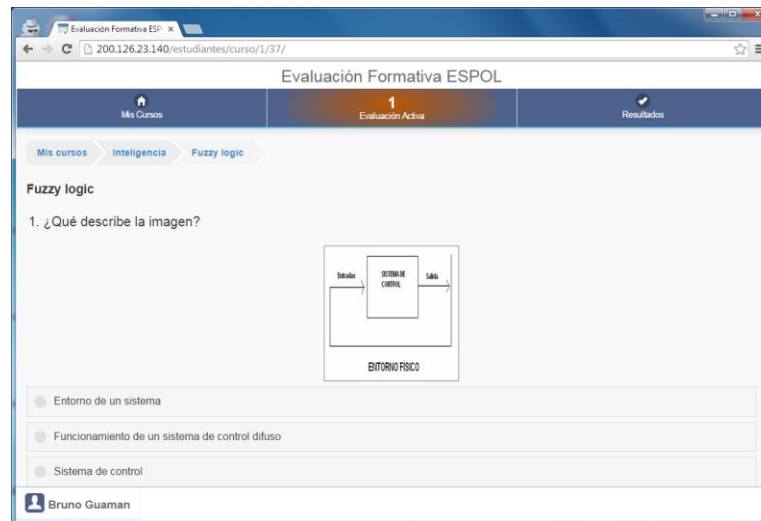 Evaluación Formativa ESP
200.126.23.140/estudiantes/curso/1/37/
Evaluación Formativa ESPOL
Mis Cursos
1
Evaluación Activa
Resultados
Mis cursos Inteligencia Fuzzy logic
Fuzzy logic
1. ¿Qué describe la imagen?
Entradas
SISTEMA DE
CONTROL
Salida
ENTORNO FÍSICO
Entorno de un sistema
Funcionamiento de un sistema de control difuso
Sistema de control
Bruno Guaman